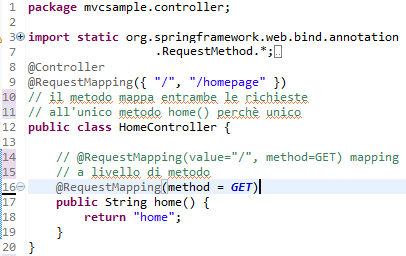 1 package mvcsample.controller;
2
3 import static org.springframework.web.bind.annotation
7 .RequestMethod.*;
8 @Controller
9 @RequestMapping({ "/", "/homepage" })
10 // il metodo mappa entrambe le richieste
11 // all'unico metodo home() perchè unico
12 public class HomeController {
13
14 // @RequestMapping(value="/", method=GET) mapping
15 // a livello di metodo
16 @RequestMapping(method = GET)
17 public String home() {
18 return "home";
19 }
20 }